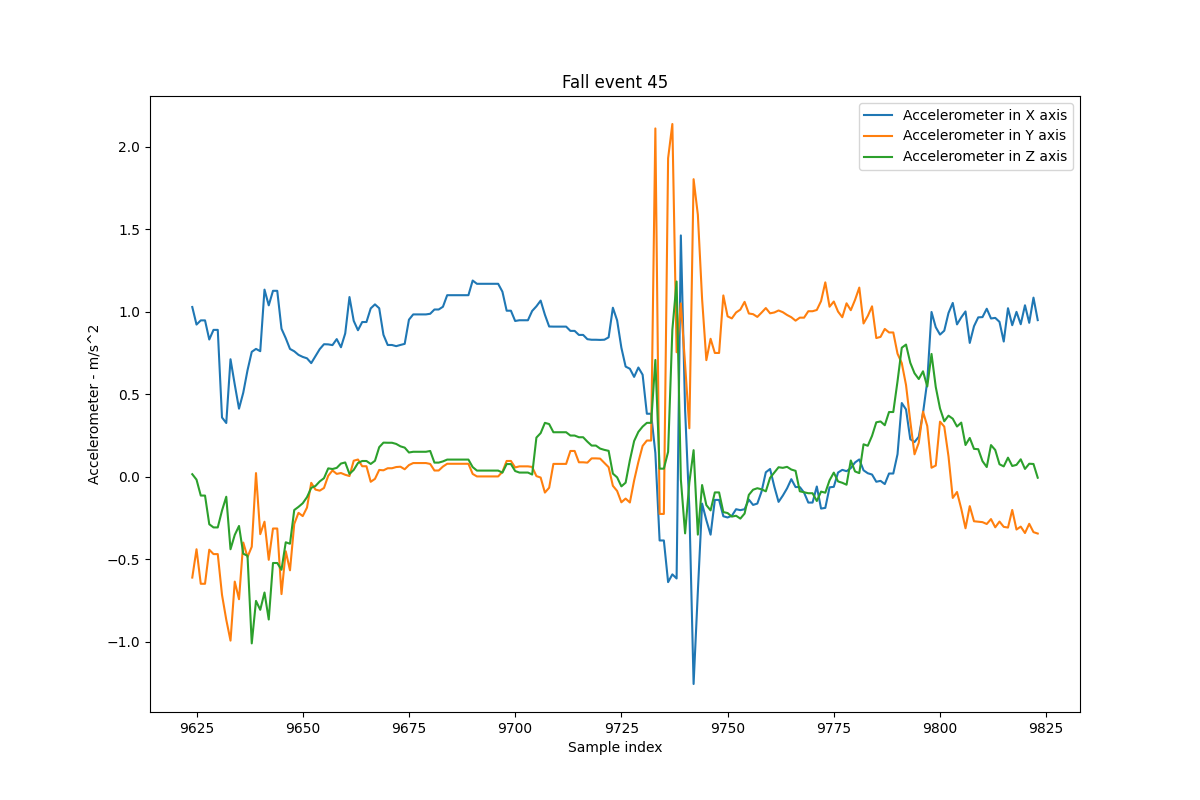 Fall event 45
Accelerometer in X axis
Accelerometer in Y axis
Accelerometer in Z axis
Accelerometer - m/s^2
2.0
1.5
1.0
0.5
0.0
−0.5
−1.0
9625 9650 9675 9700 9725 9750 9775 9800 9825
Sample index